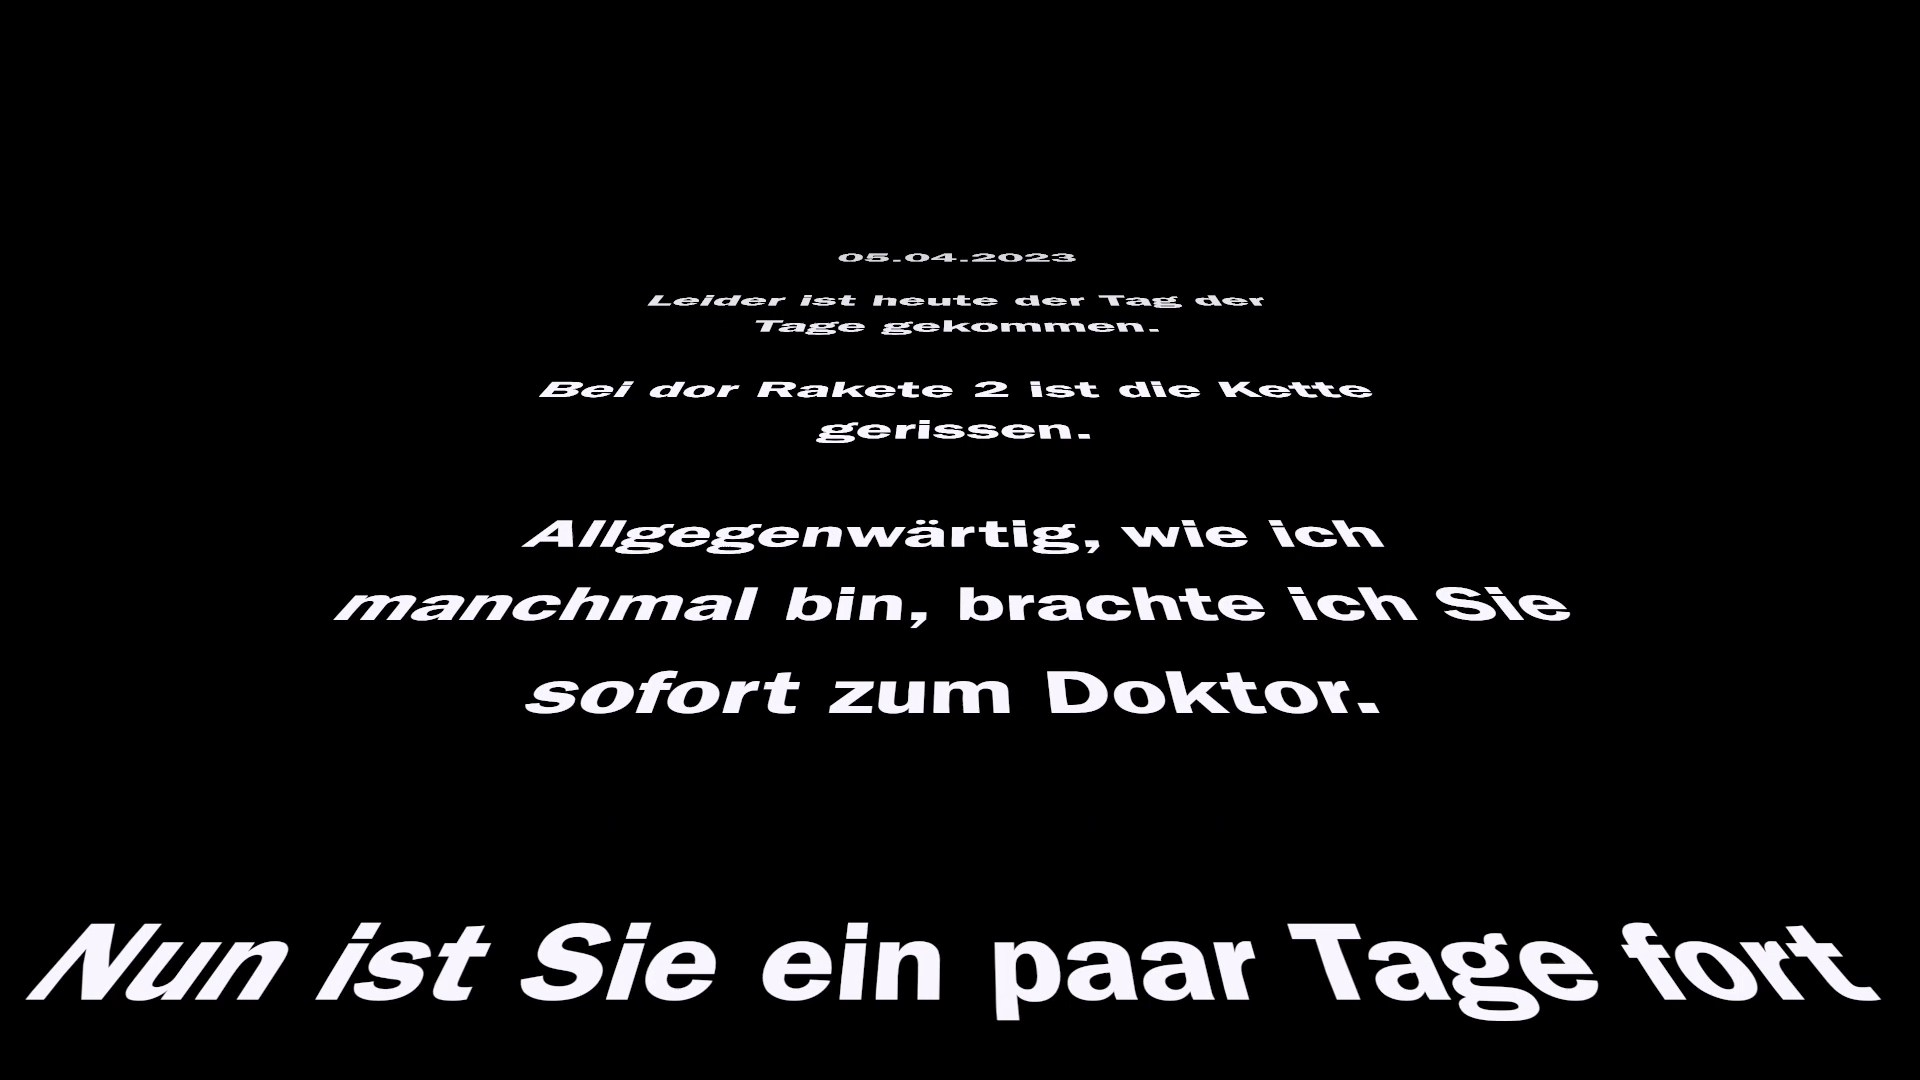 05.04.2023
Leider ist heute der Tag der
Tage gekommen.
Bei dor Rakete 2 ist die Kette
gerissen.
Allgegenwärtig, wie ich
manchmal bin, brachte ich Sie
sofort zum Doktor.
Nun ist Sie ein paar Tage fort